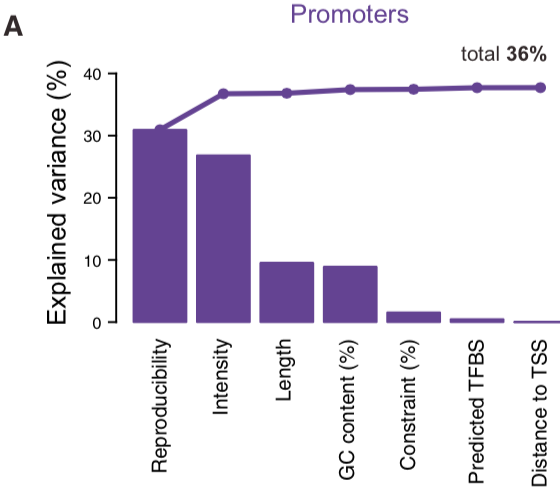 A
Promoters
total 36%
Explained variance (%)
40
30
20
10
0
Reproducibility
Intensity
Length
GC content (%)
Constraint (%)
Predicted TFBS
Distance to TSS